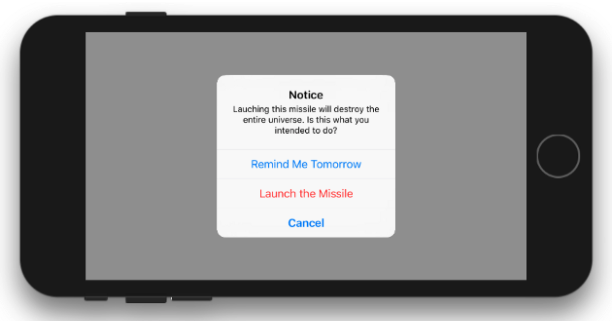 Notice
Lauching this missile will destroy the
entire universe. Is this what you
intended to do?
Remind Me Tomorrow
Launch the Missile
Cancel